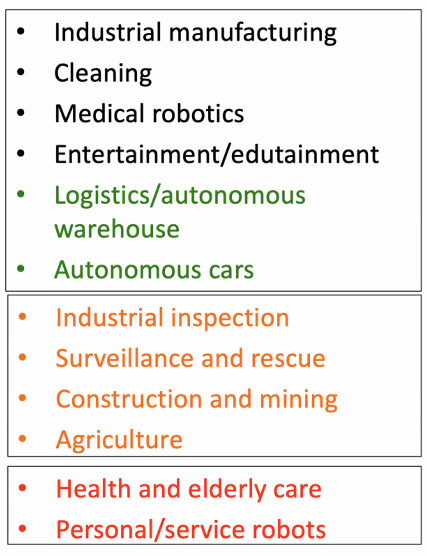 • Industrial manufacturing
• Cleaning
• Medical robotics
• Entertainment/edutainment
• Logistics/autonomous
warehouse
• Autonomous cars
• Industrial inspection
• Surveillance and rescue
• Construction and mining
• Agriculture
• Health and elderly care
• Personal/service robots